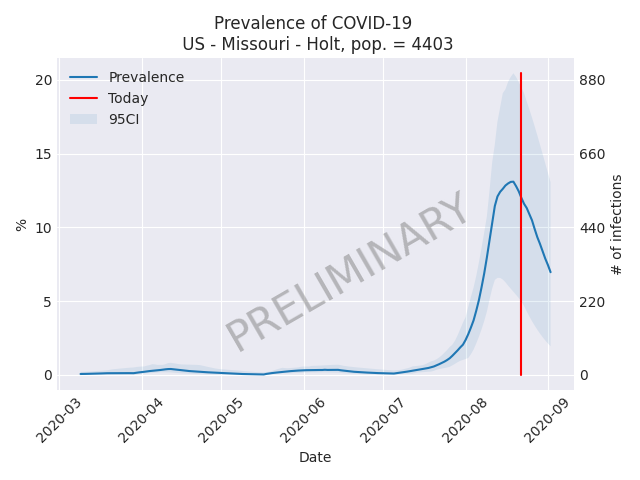 Prevalence of COVID-19
US - Missouri - Holt, pop. = 4403
Prevalence
Today
95CI
20
15
10
5
0
%
880
660
440
220
0
# of infections
PRELIMINARY
2020-03
2020-04
2020-05
2020-06
2020-07
2020-08
2020-09
Date